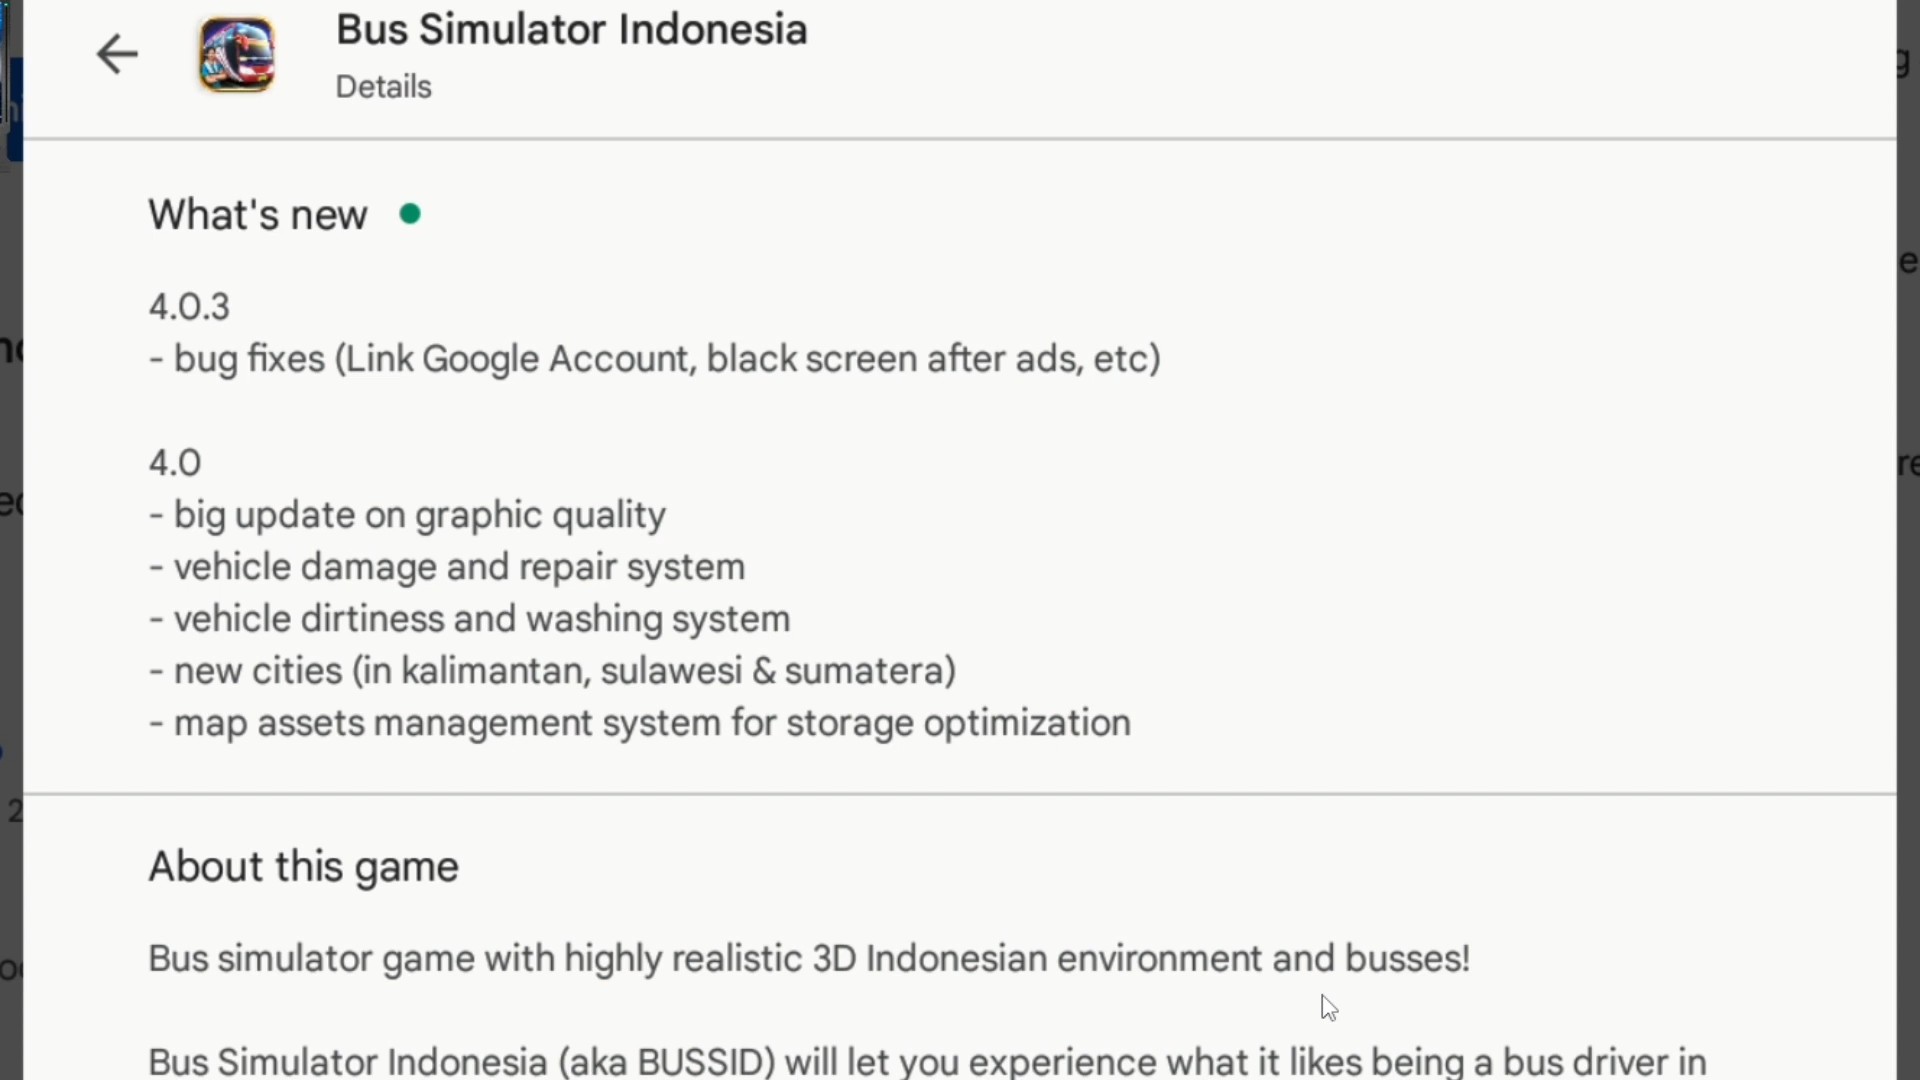 Bus Simulator Indonesia
Details
What's new
4.0.3
- bug fixes (Link Google Account, black screen after ads, etc)
4.0
- big update on graphic quality
- vehicle damage and repair system
- vehicle dirtiness and washing system
- new cities (in kalimantan, sulawesi & sumatera)
- map assets management system for storage optimization
About this game
Bus simulator game with highly realistic 3D Indonesian environment and busses!
Bus Simulator Indonesia (aka BUSSID) will let you experience what it likes being a bus driver in